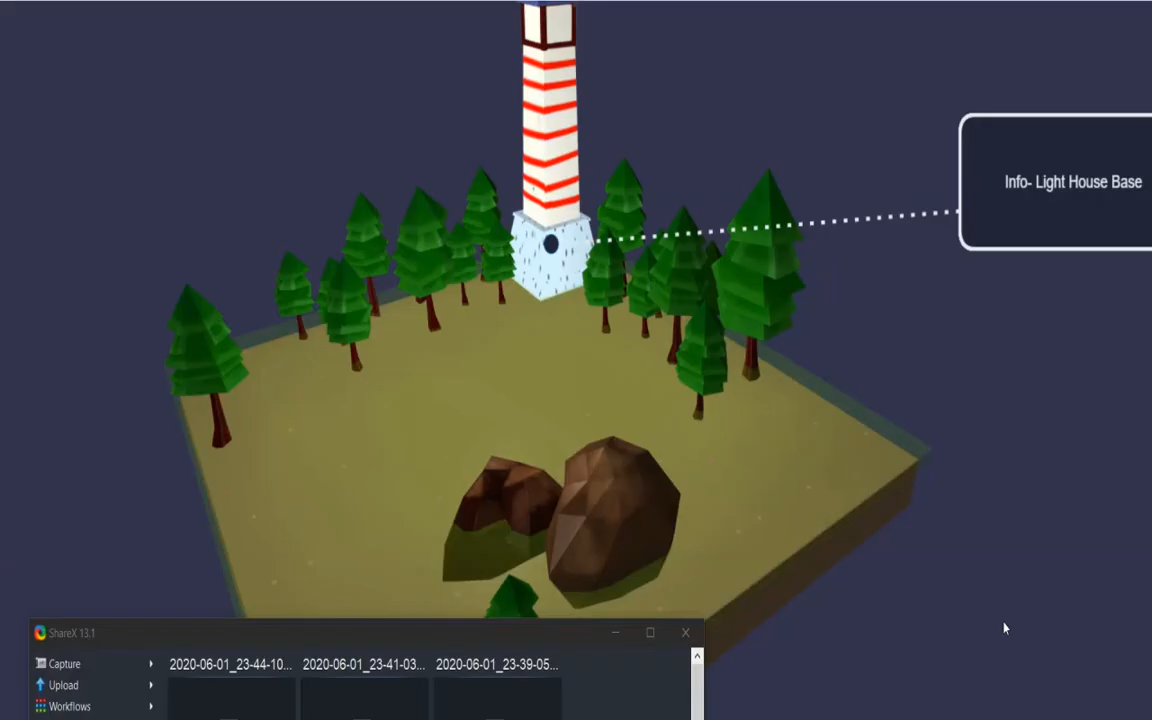 Info- Light House Base
ShareX 13.1
Capture
2020-06-01_23-44-10... 2020-06-01_23-41-03... 2020-06-01_23-39-05...
Upload
Workflows